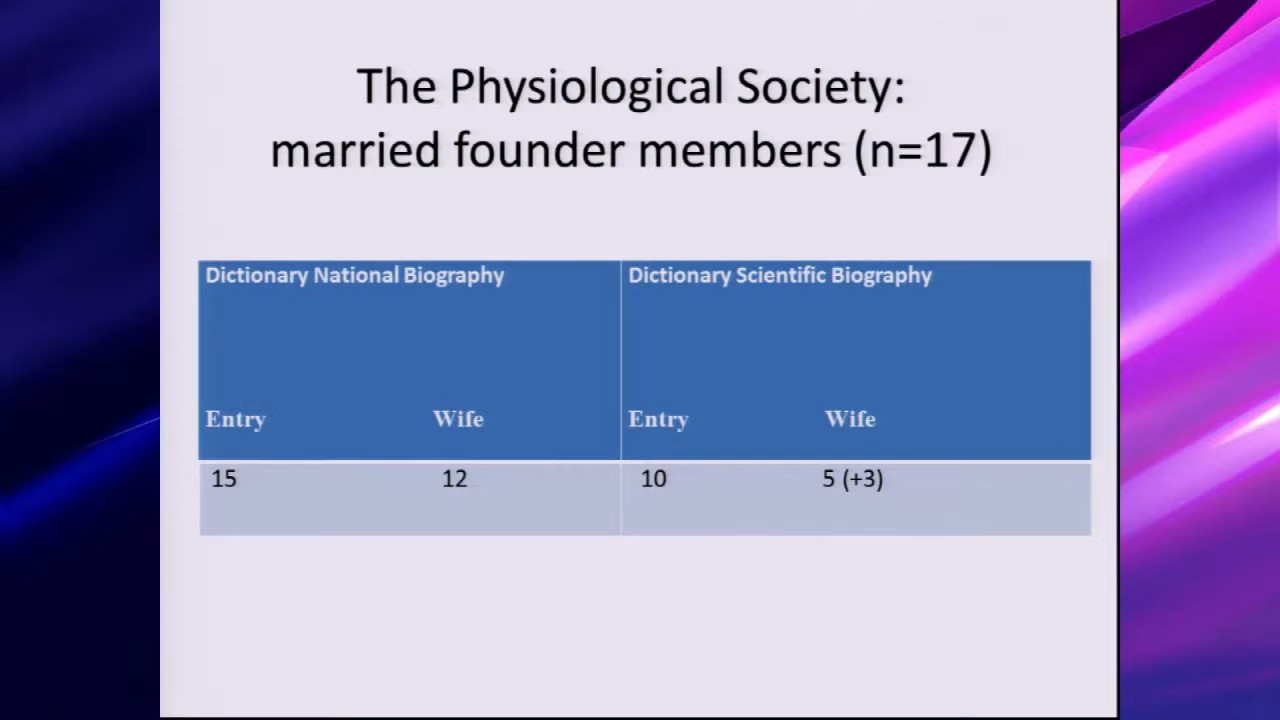 The Physiological Society:
married founder members (n=17)
Dictionary National Biography
Dictionary Scientific Biography
Entry Wife
Entry Wife
15 12
10 5 (+3)